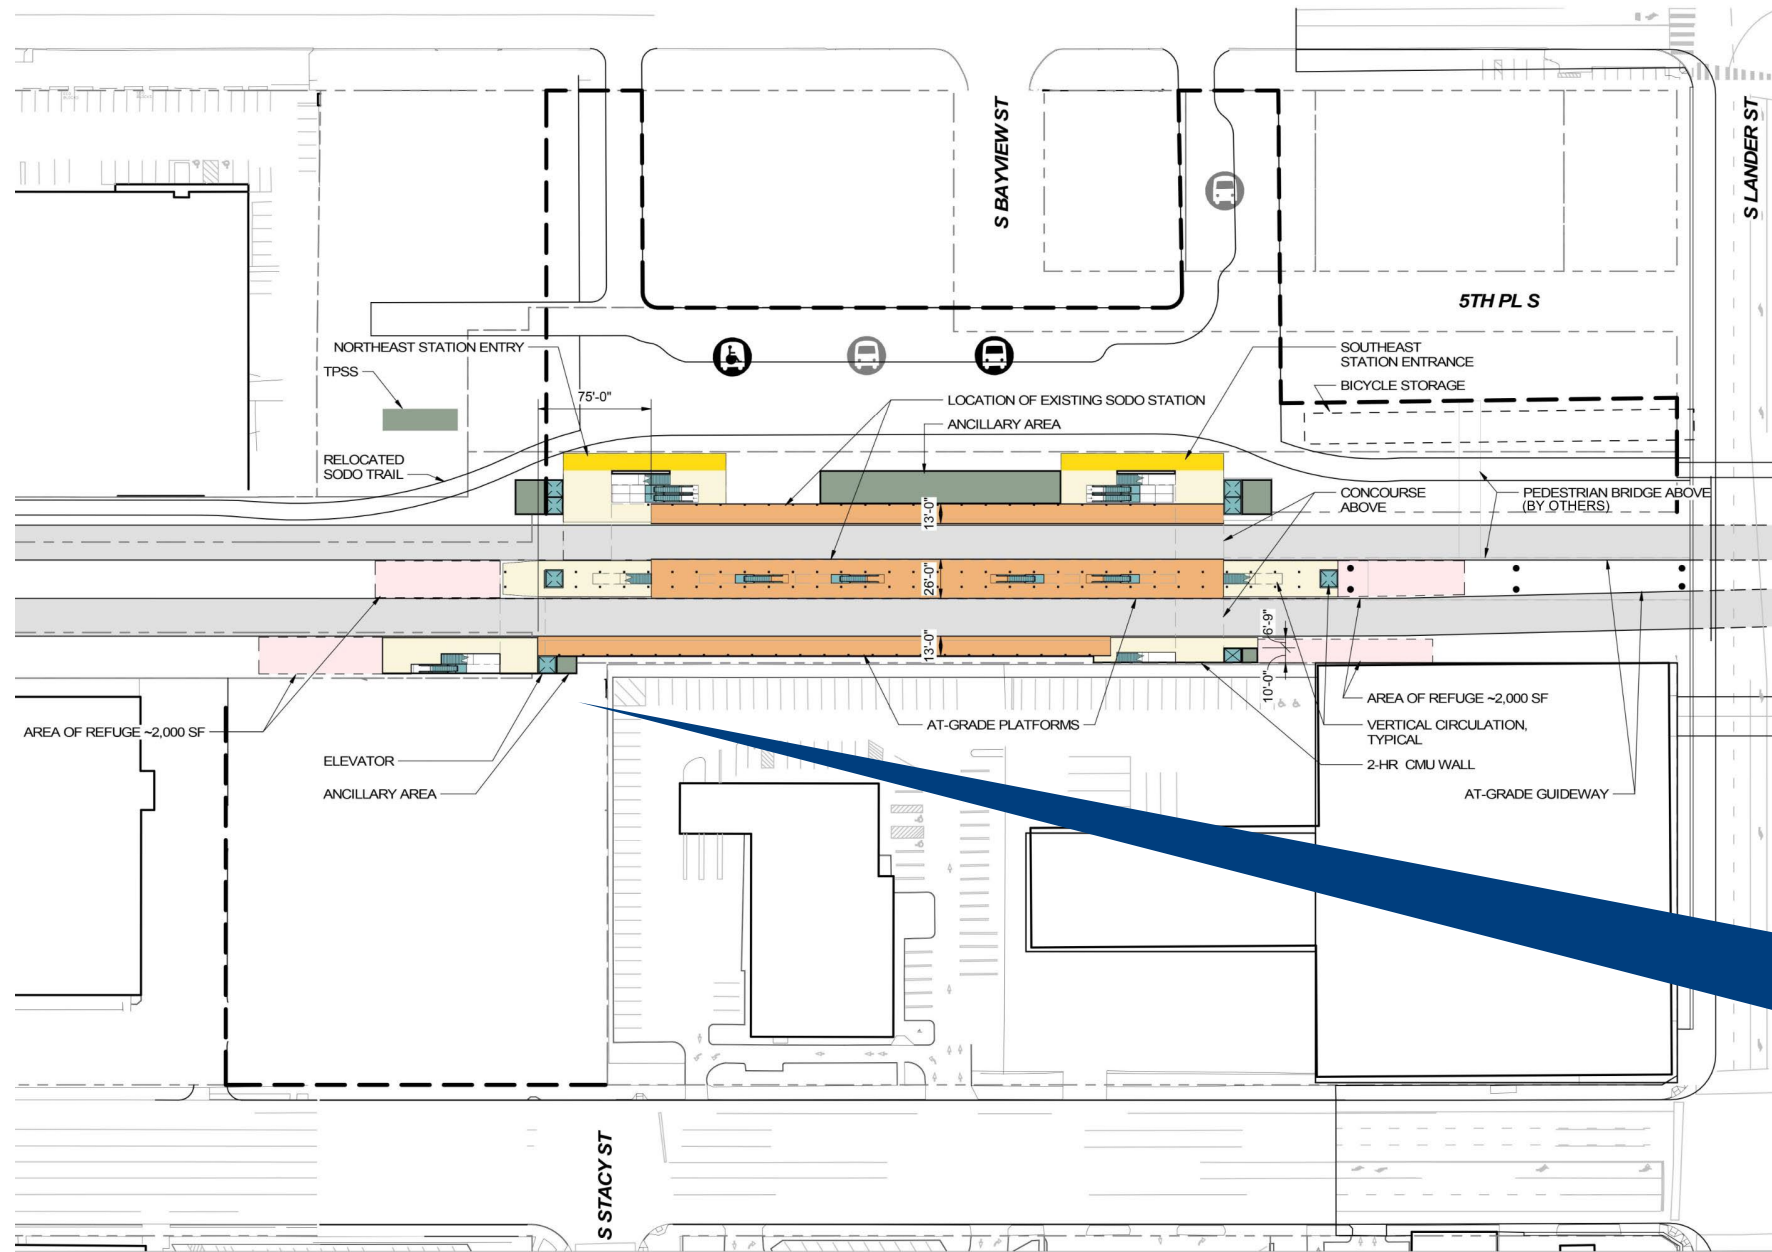 S BAYVIEW ST
S LANDER ST
5TH PL S
NORTHEAST STATION ENTRY
TPSS
75'-0"
LOCATION OF EXISTING SODO STATION
ANCILLARY AREA
SOUTHEAST
STATION ENTRANCE
BICYCLE STORAGE
RELOCATED
SODO TRAIL
CONCOURSE
ABOVE
PEDESTRIAN BRIDGE ABOVE
(BY OTHERS)
13'-0"
26'-0"
13'-0"
6'-9"
10'-0"
AREA OF REFUGE ~2,000 SF
AREA OF REFUGE ~2,000 SF
AT-GRADE PLATFORMS
VERTICAL CIRCULATION,
TYPICAL
ELEVATOR
2-HR CMU WALL
ANCILLARY AREA
AT-GRADE GUIDEWAY
S STACY ST